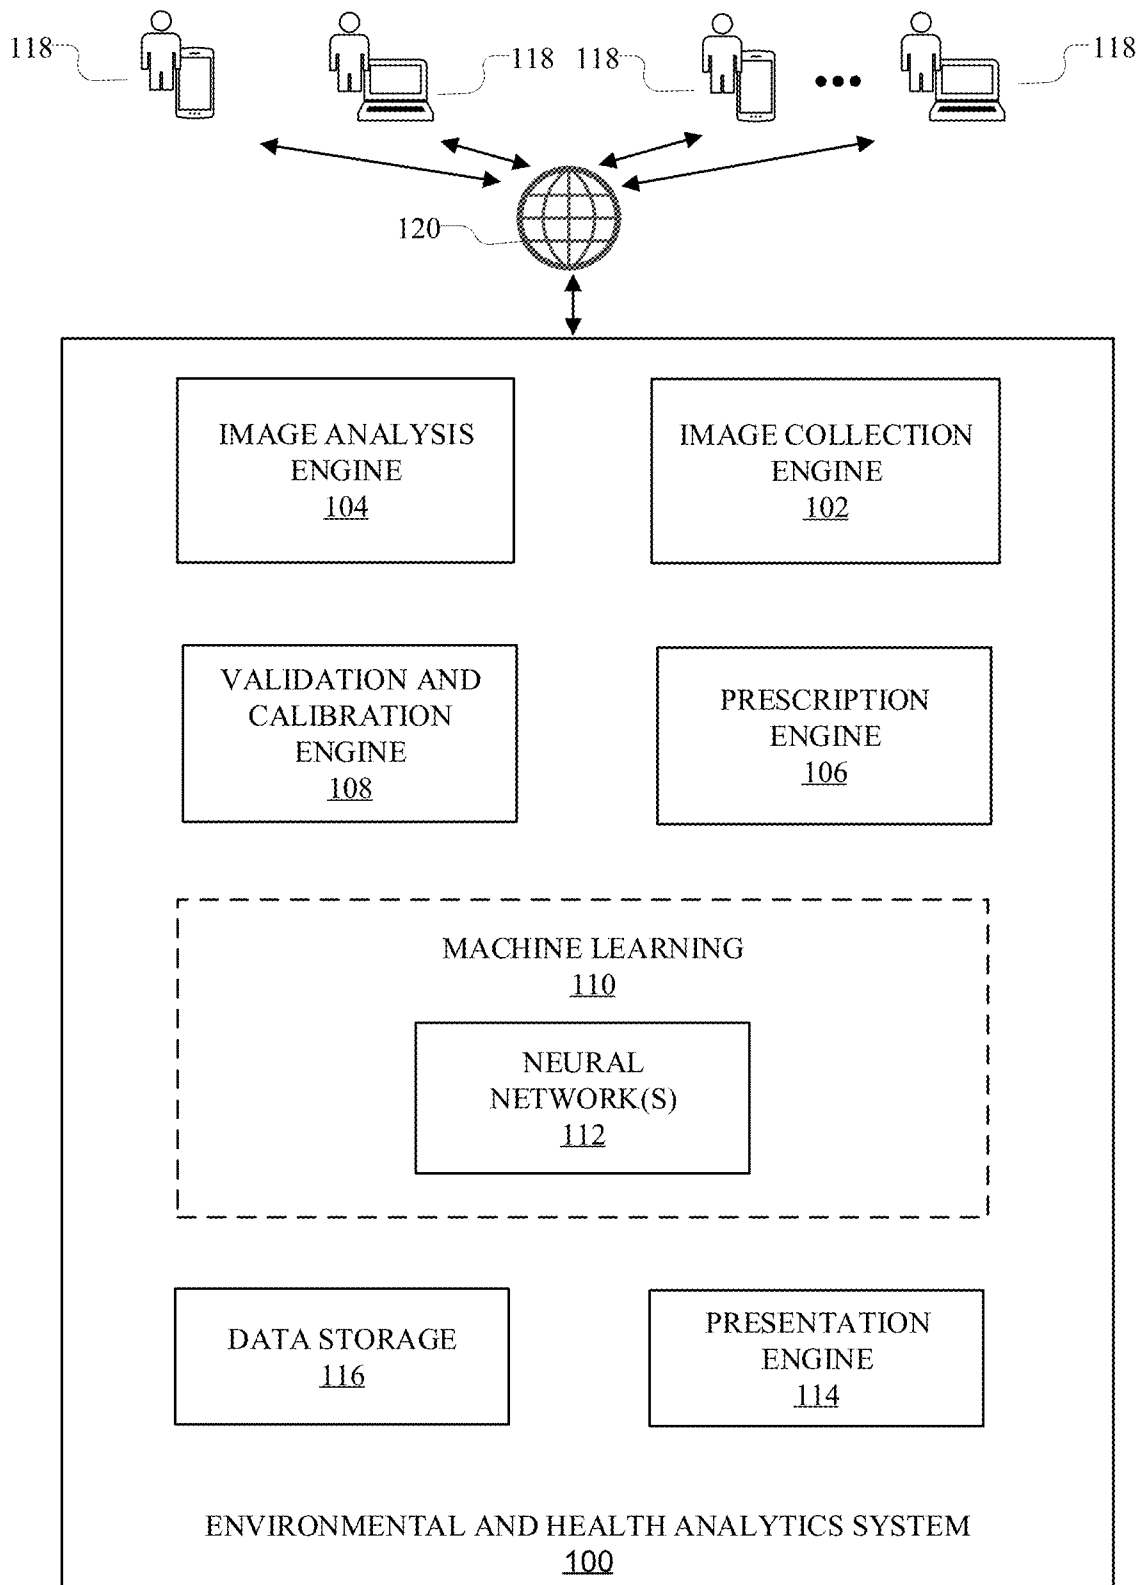 118
118
118
118
120
IMAGE ANALYSIS
ENGINE
104
IMAGE COLLECTION
ENGINE
102
VALIDATION AND
CALIBRATION
ENGINE
108
PRESCRIPTION
ENGINE
106
MACHINE LEARNING
110
NEURAL
NETWORK(S)
112
DATA STORAGE
116
PRESENTATION
ENGINE
114
ENVIRONMENTAL AND HEALTH ANALYTICS SYSTEM
100